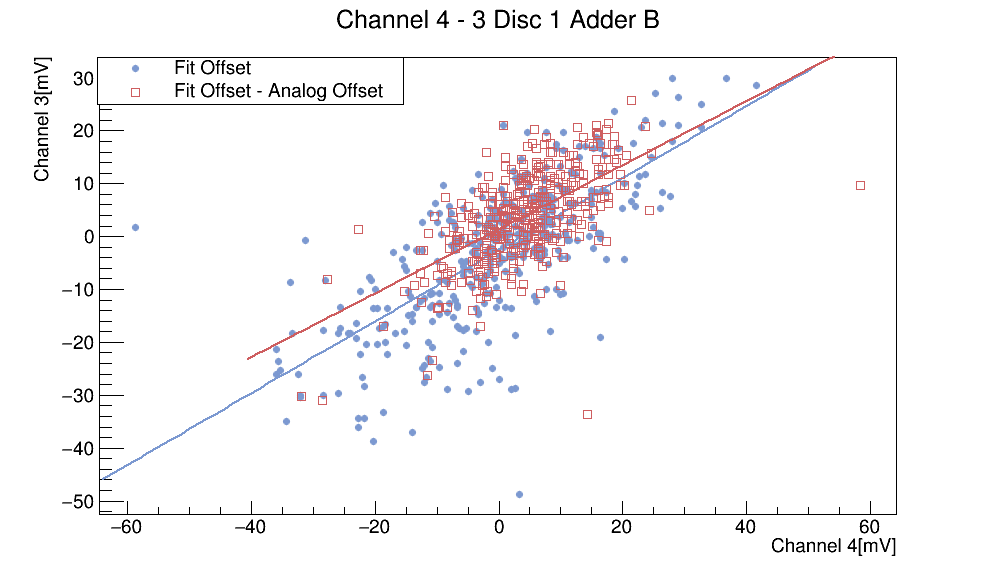 Channel 4 - 3 Disc 1 Adder B
Channel 3[mV]
Fit Offset
Fit Offset - Analog Offset
30
20
10
0
−10
−20
−30
−40
−50
−60 −40 −20 0 20 40 60
Channel 4[mV]